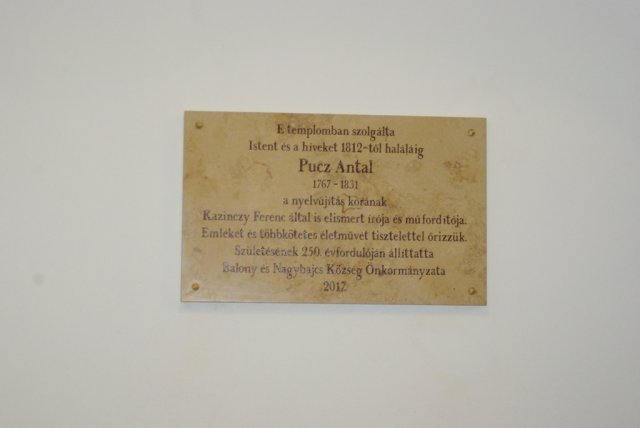 E templomban szolgálta
Istent és a híveket 1812-től haláláig
Pucz Antal
1767 - 1831
a nyelvújítás korának
Kazinczy Ferenc által is elismert írója és műfordítója.
Emlékét és többkötetes életművét tisztelettel őrizzük.
Születésének 250. évfordulóján állíttatta
Balony és Nagybajcs Község Önkormányzata
2017.